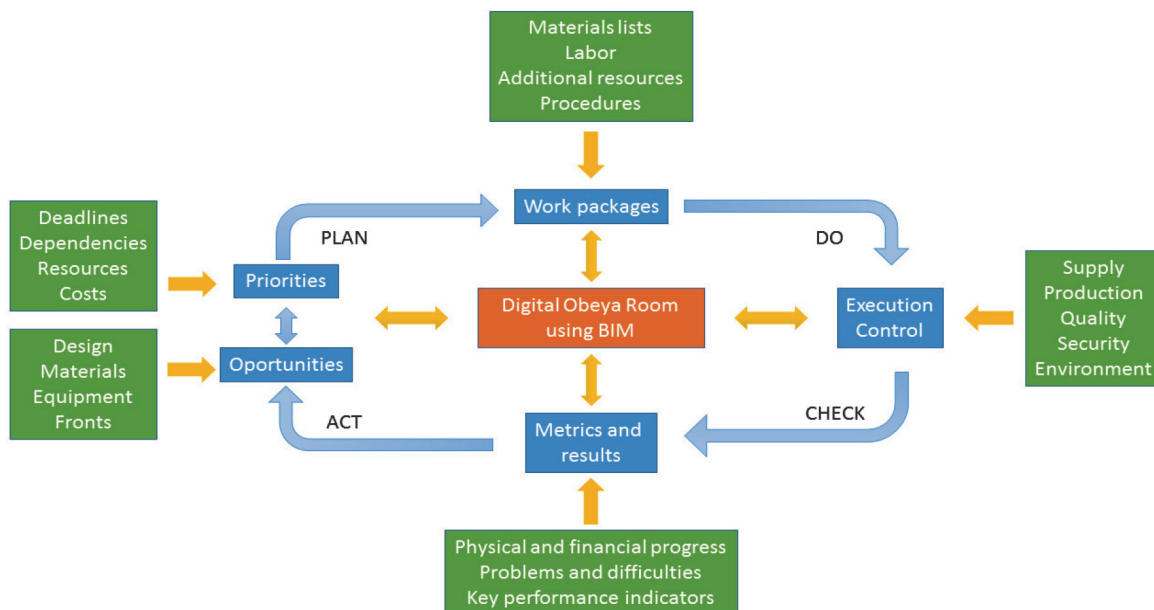 Materials lists
Labor
Additional resources
Procedures
Work packages
PLAN
DO
Deadlines
Dependencies
Resources
Costs
Priorities
Digital Obeya Room
using BIM
Execution
Control
Supply
Production
Quality
Security
Environment
Design
Materials
Equipment
Fronts
Oportunities
ACT
CHECK
Metrics and
results
Physical and financial progress
Problems and difficulties
Key performance indicators